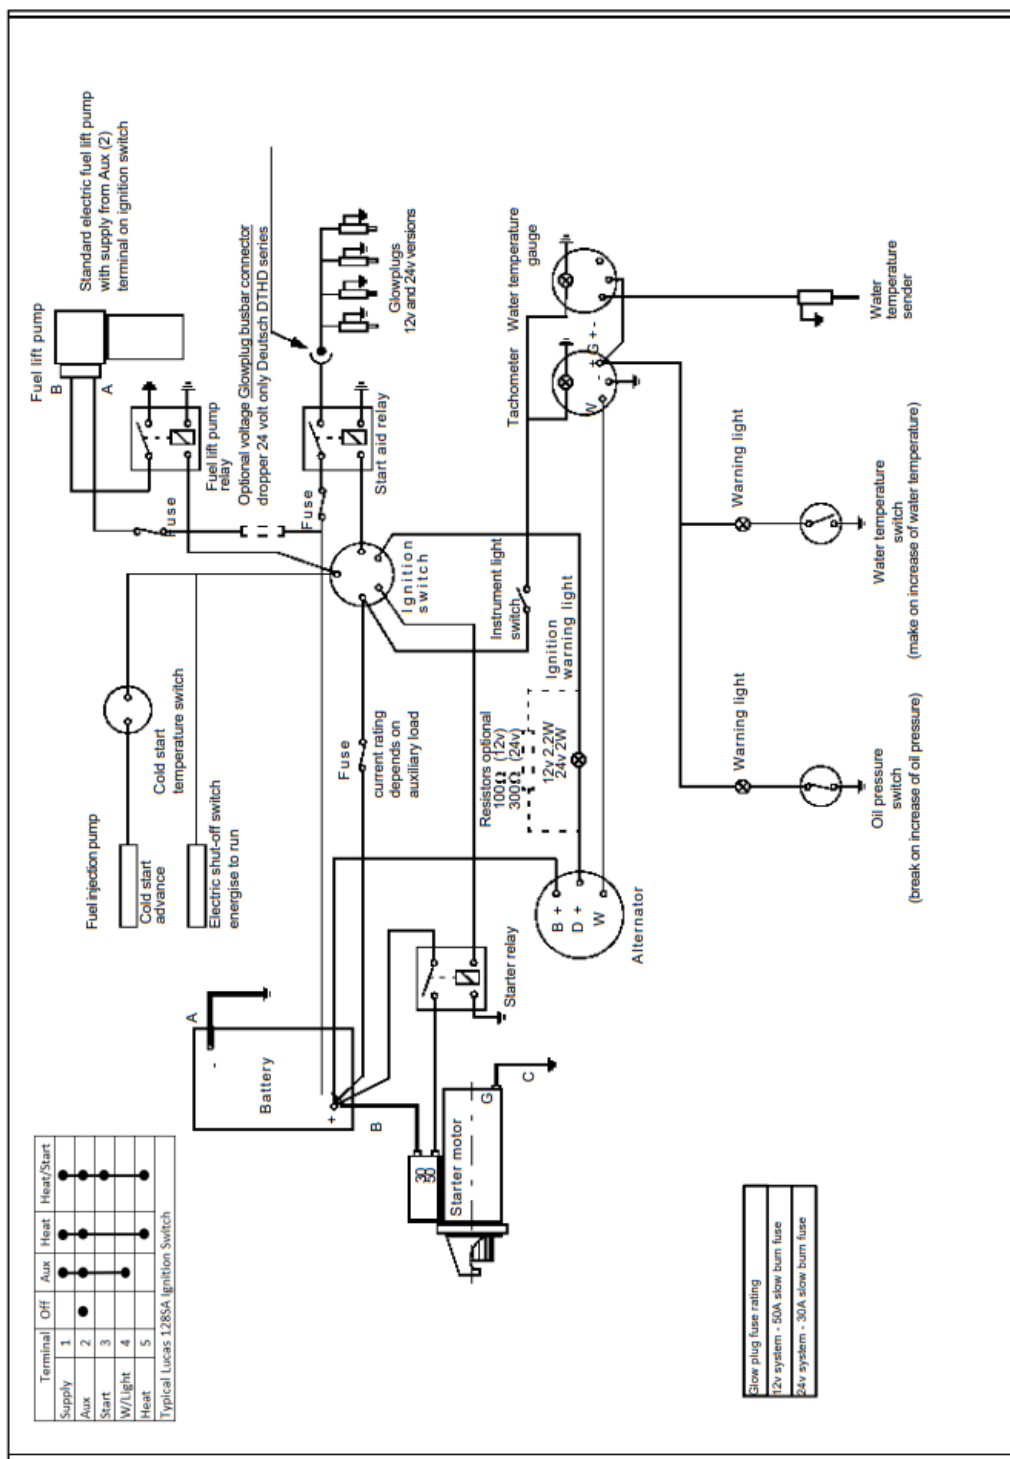 Standard electric fuel lift pump
with supply from Aux (2)
terminal on ignition switch
Fuel lift pump
B
A
Fuel lift pump
relay
Optional voltage Glowplug busbar connector
dropper 24 volt only Deutsch DTHD series
Glowplugs
12v and 24v versions
Start aid relay
Fuse
Fuse
Water temperature
gauge
Tachometer
G + -
+
-
W
Water
temperature
sender
Fuel injection pump
Cold start
advance
Cold start
temperature switch
Electric shut-off switch
energise to run
Ignition
switch
Fuse
current rating
depends on
auxiliary load
Instrument light
switch
Ignition
warning light
Resistors optional
100Ω (12v)
300Ω (24v)
12v 2.2W
24v 2W
Warning light
Water temperature
switch
(make on increase of water temperature)
Warning light
Oil pressure
switch
(break on increase of oil pressure)
B +
D +
W
Alternator
Starter relay
A
-
Battery
+
B
30
50
Starter motor
G
C
Terminal Off Aux Heat Heat/Start
Supply 1
Aux 2
Start 3
W/Light 4
Heat 5
Typical Lucas 128SA Ignition Switch
Glow plug fuse rating
12v system - 50A slow burn fuse
24v system - 30A slow burn fuse